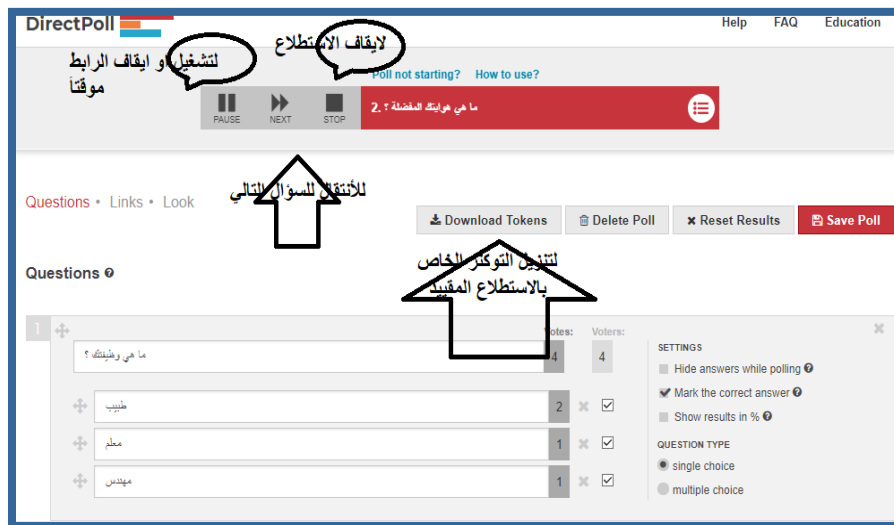 DirectPoll
Help FAQ Education
لايقاف الاستطلاع
لتشغيل او ايقاف الرابط
موقتاً
Poll not starting? How to use?
PAUSE NEXT STOP
2. ما هي هوايتك المفضلة ؟
للأنتقال للسؤال التالي
Questions • Links • Look
Download Tokens Delete Poll Reset Results Save Poll
لتنزيل التوكنز الخاص
بالاستطلاع المقييد
Questions
1
Votes: Voters:
ما هي وظيفتك ؟ 4 4
طبيب 2
معلم 1
مهندس 1
SETTINGS
Hide answers while polling
Mark the correct answer
Show results in %
QUESTION TYPE
single choice
multiple choice